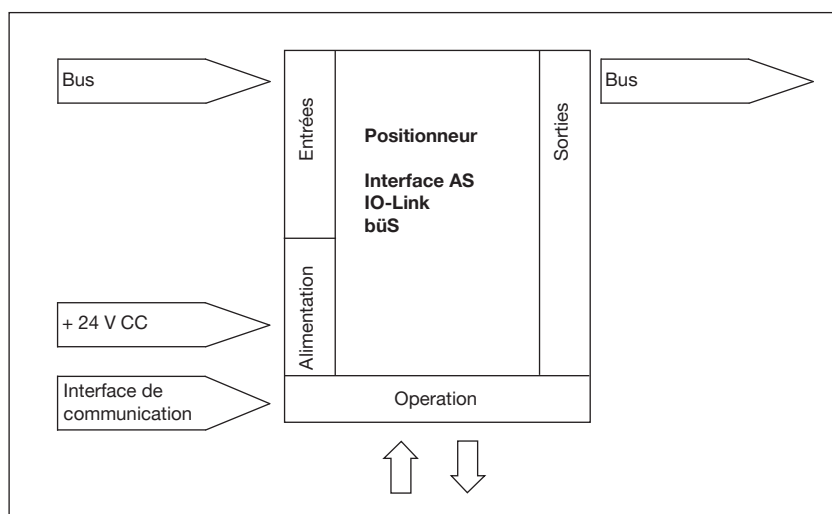 Bus
Entrées
Positionneur
Interface AS
IO-Link
büS
Sorties
Bus
+ 24 V CC
Alimentation
Interface de
communication
Operation